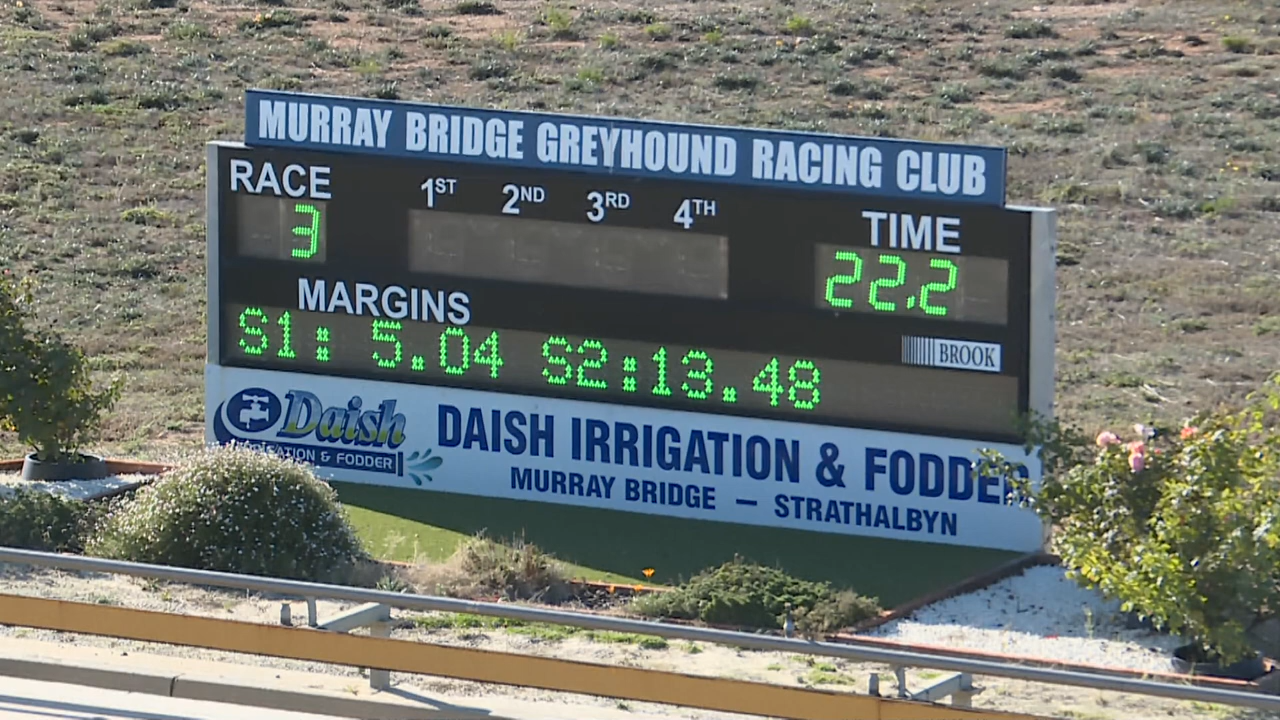 MURRAY BRIDGE GREYHOUND RACING CLUB
RACE 1ST 2ND 3RD 4TH TIME
3 22.2
MARGINS
S1: 5.04 S2:13.48
BROOK
Daish
& FODDER
DAISH IRRIGATION & FODDER
MURRAY BRIDGE — STRATHALBYN